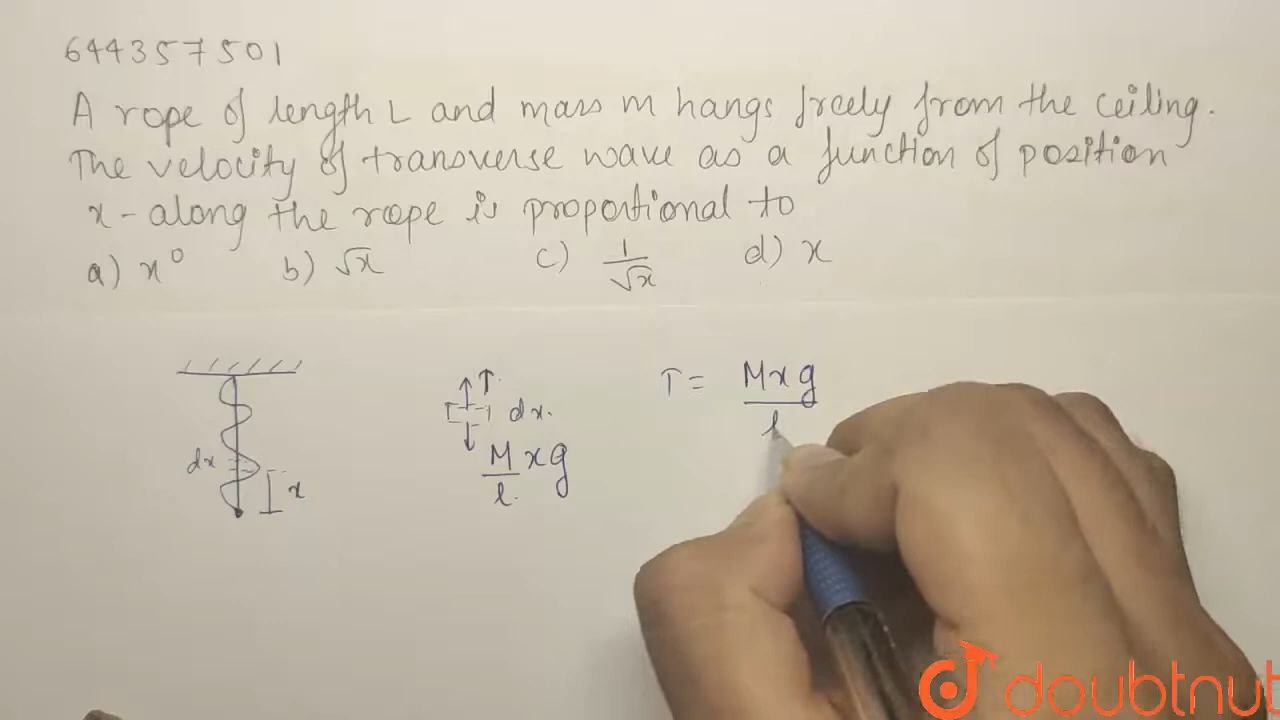 644357501
A rope of length L and mass m hangs freely from the ceiling.
The velocity of transverse wave as a function of position
x - along the rope is proportional to
a) x⁰ b) √x c) 1/√x d) x
T = Mxg/l
T
dx.
M/l. xg
dx
x
doubtnut